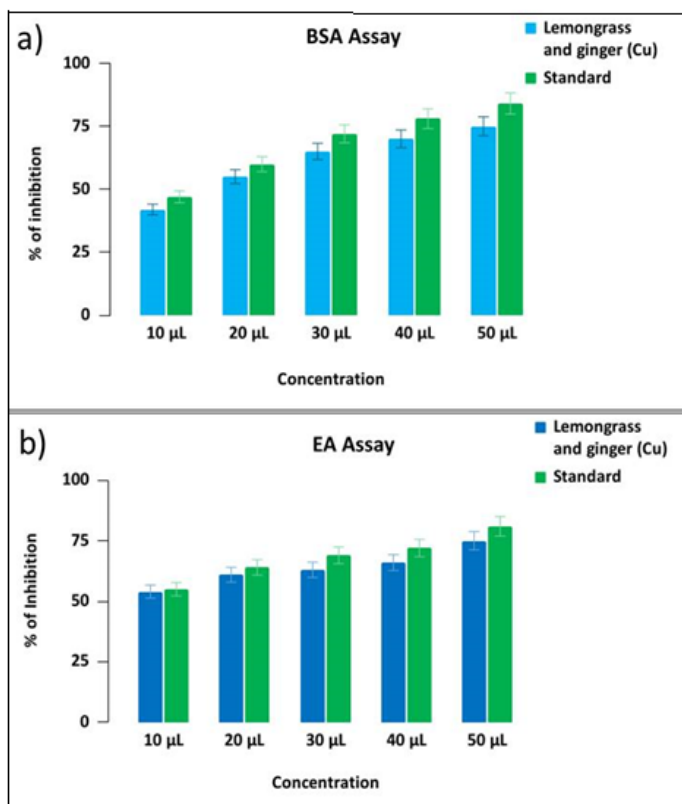 a)
BSA Assay
Lemongrass
and ginger (Cu)
Standard
100
75
50
25
0
% of inhibition
10 µL 20 µL 30 µL 40 µL 50 µL
Concentration
b)
EA Assay
Lemongrass
and ginger (Cu)
Standard
100
75
50
25
0
% of Inhibition
10 µL 20 µL 30 µL 40 µL 50 µL
Concentration